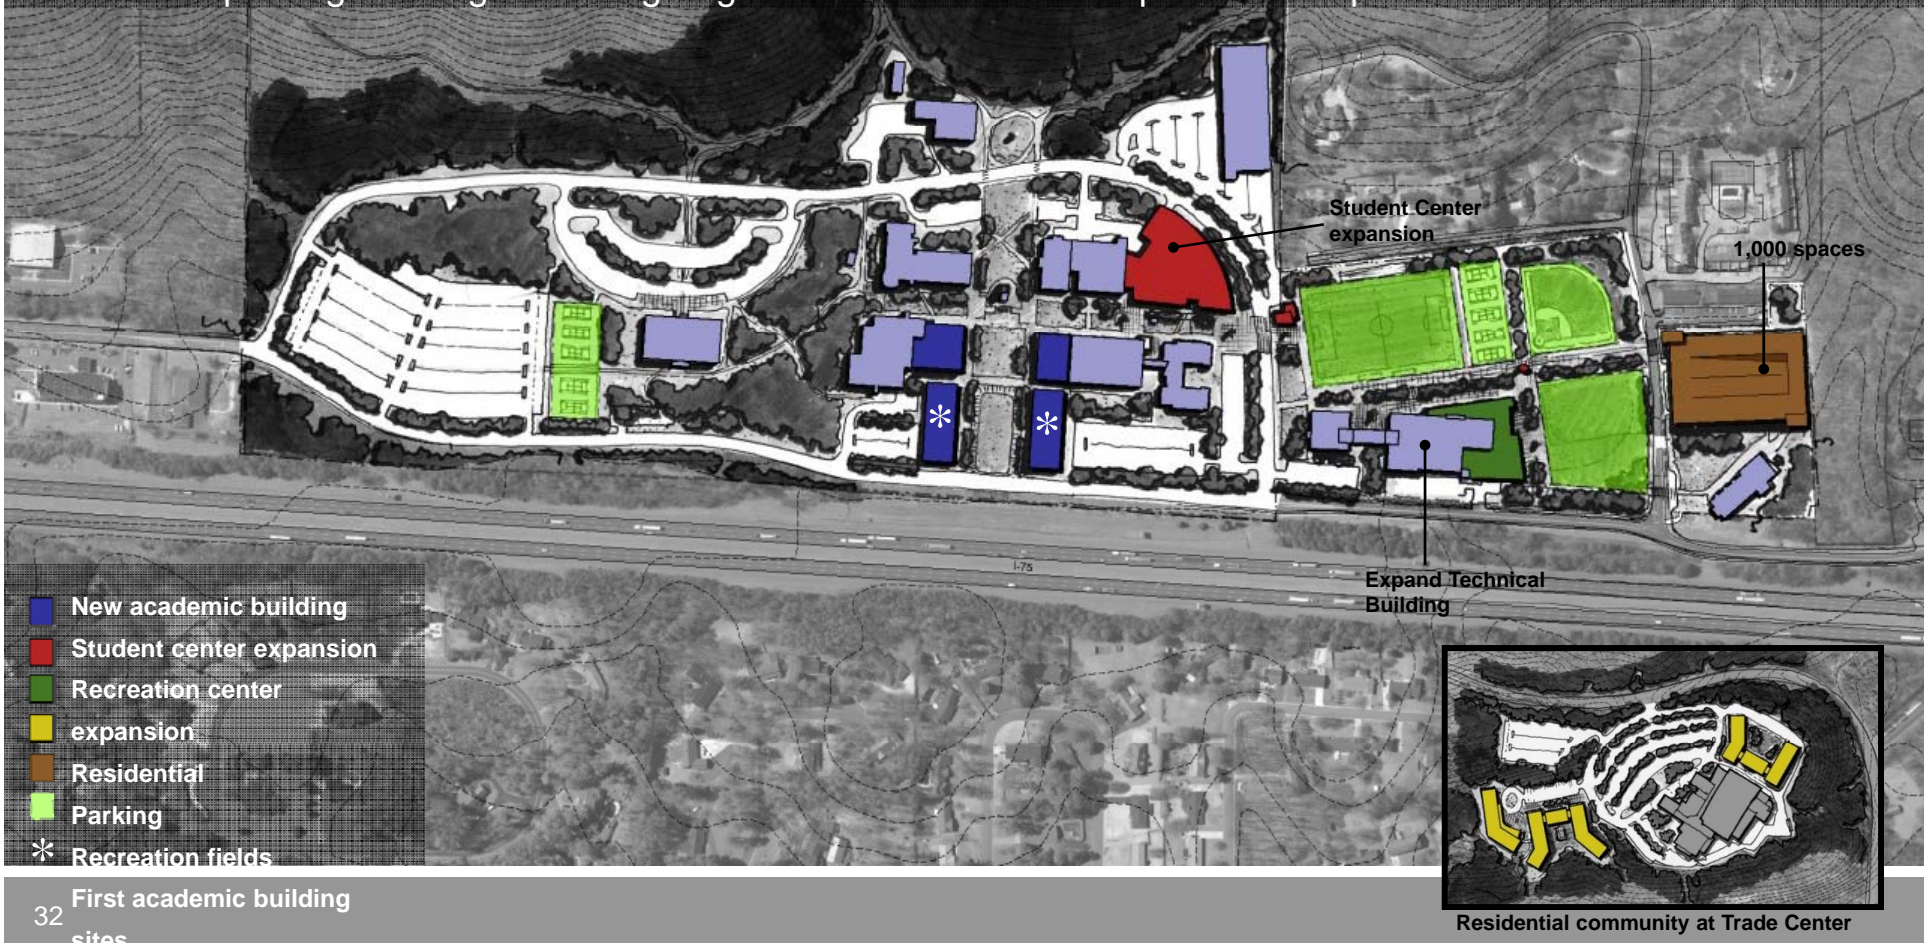 Student Center
expansion
1,000 spaces
I-75
Expand Technical
Building
New academic building
Student center expansion
Recreation center
expansion
Residential
Parking
* Recreation fields
First academic building
sites
32
Residential community at Trade Center